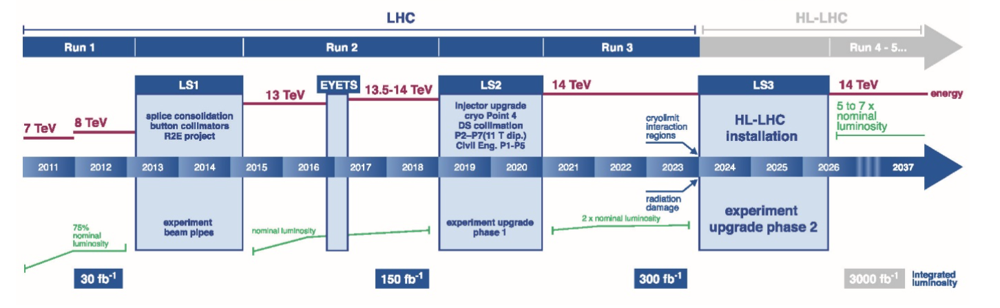 LHC
HL-LHC
Run 1
Run 2
Run 3
Run 4 - 5...
LS1
EYETS
LS2
LS3
7 TeV
8 TeV
13 TeV
13.5-14 TeV
14 TeV
14 TeV
energy
splice consolidation
button collimators
R2E project
injector upgrade
cryo Point 4
DS collimation
P2–P7(11 T dip.)
Civil Eng. P1-P5
cryolimit
interaction
regions
HL-LHC
installation
5 to 7 x
nominal
luminosity
2011
2012
2013
2014
2015
2016
2017
2018
2019
2020
2021
2022
2023
2024
2025
2026
2037
75%
nominal
luminosity
experiment
beam pipes
nominal luminosity
experiment upgrade
phase 1
2 x nominal luminosity
radiation
damage
experiment
upgrade phase 2
30 fb⁻¹
150 fb⁻¹
300 fb⁻¹
3000 fb⁻¹
Integrated
luminosity